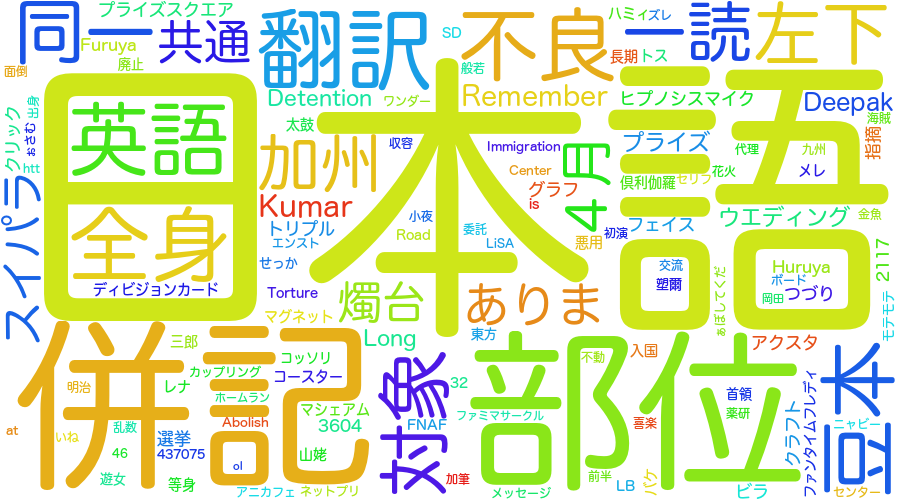 プライズスクエア
同一
共通
Furuya
面倒
廃止
翻訳
不良
SD
般若
ハミィ
ズレ
長期
トス
一読
左下
Detention
ワンダー
Remember
ヒプノシスマイク
Deepak
海賊
クリック
ぉさむ
出身
htt
英語
日本語
太鼓
収容
Immigration
4月
プライズ
代理
五
九州
指摘
加州
Center
グラフ
is
倶利伽羅
セリフ
花火
メレ
Kumar
小夜
Road
委託
LiSA
悪用
初演
フェイス
ウエディング
金魚
トリプル
エンスト
全身
スイパラ
せっか
ディビジョンカード
Torture
燭台
ありま
交流
塑爾
ボード
岡田
つづり
Huruya
2117
モテモテ
ぁぼしてくだ
マグネット
Long
東方
併記
三郎
コッソリ
カップリング
コースター
レナ
明治
ホームラン
対象
部位
不動
入国
アクスタ
豆本
32
ファミマサークル
FNAF
マシェアム
3604
Abolish
at
いね
乱数
選挙
437075
46
遊女
等身
ol
山姥
アニカフェ
ネットプリ
加筆
メッセージ
前半
LB
喜楽
バケ
首領
薬研
クラフト
ファンタイムフレディ
ビラ
ニャビー
センター